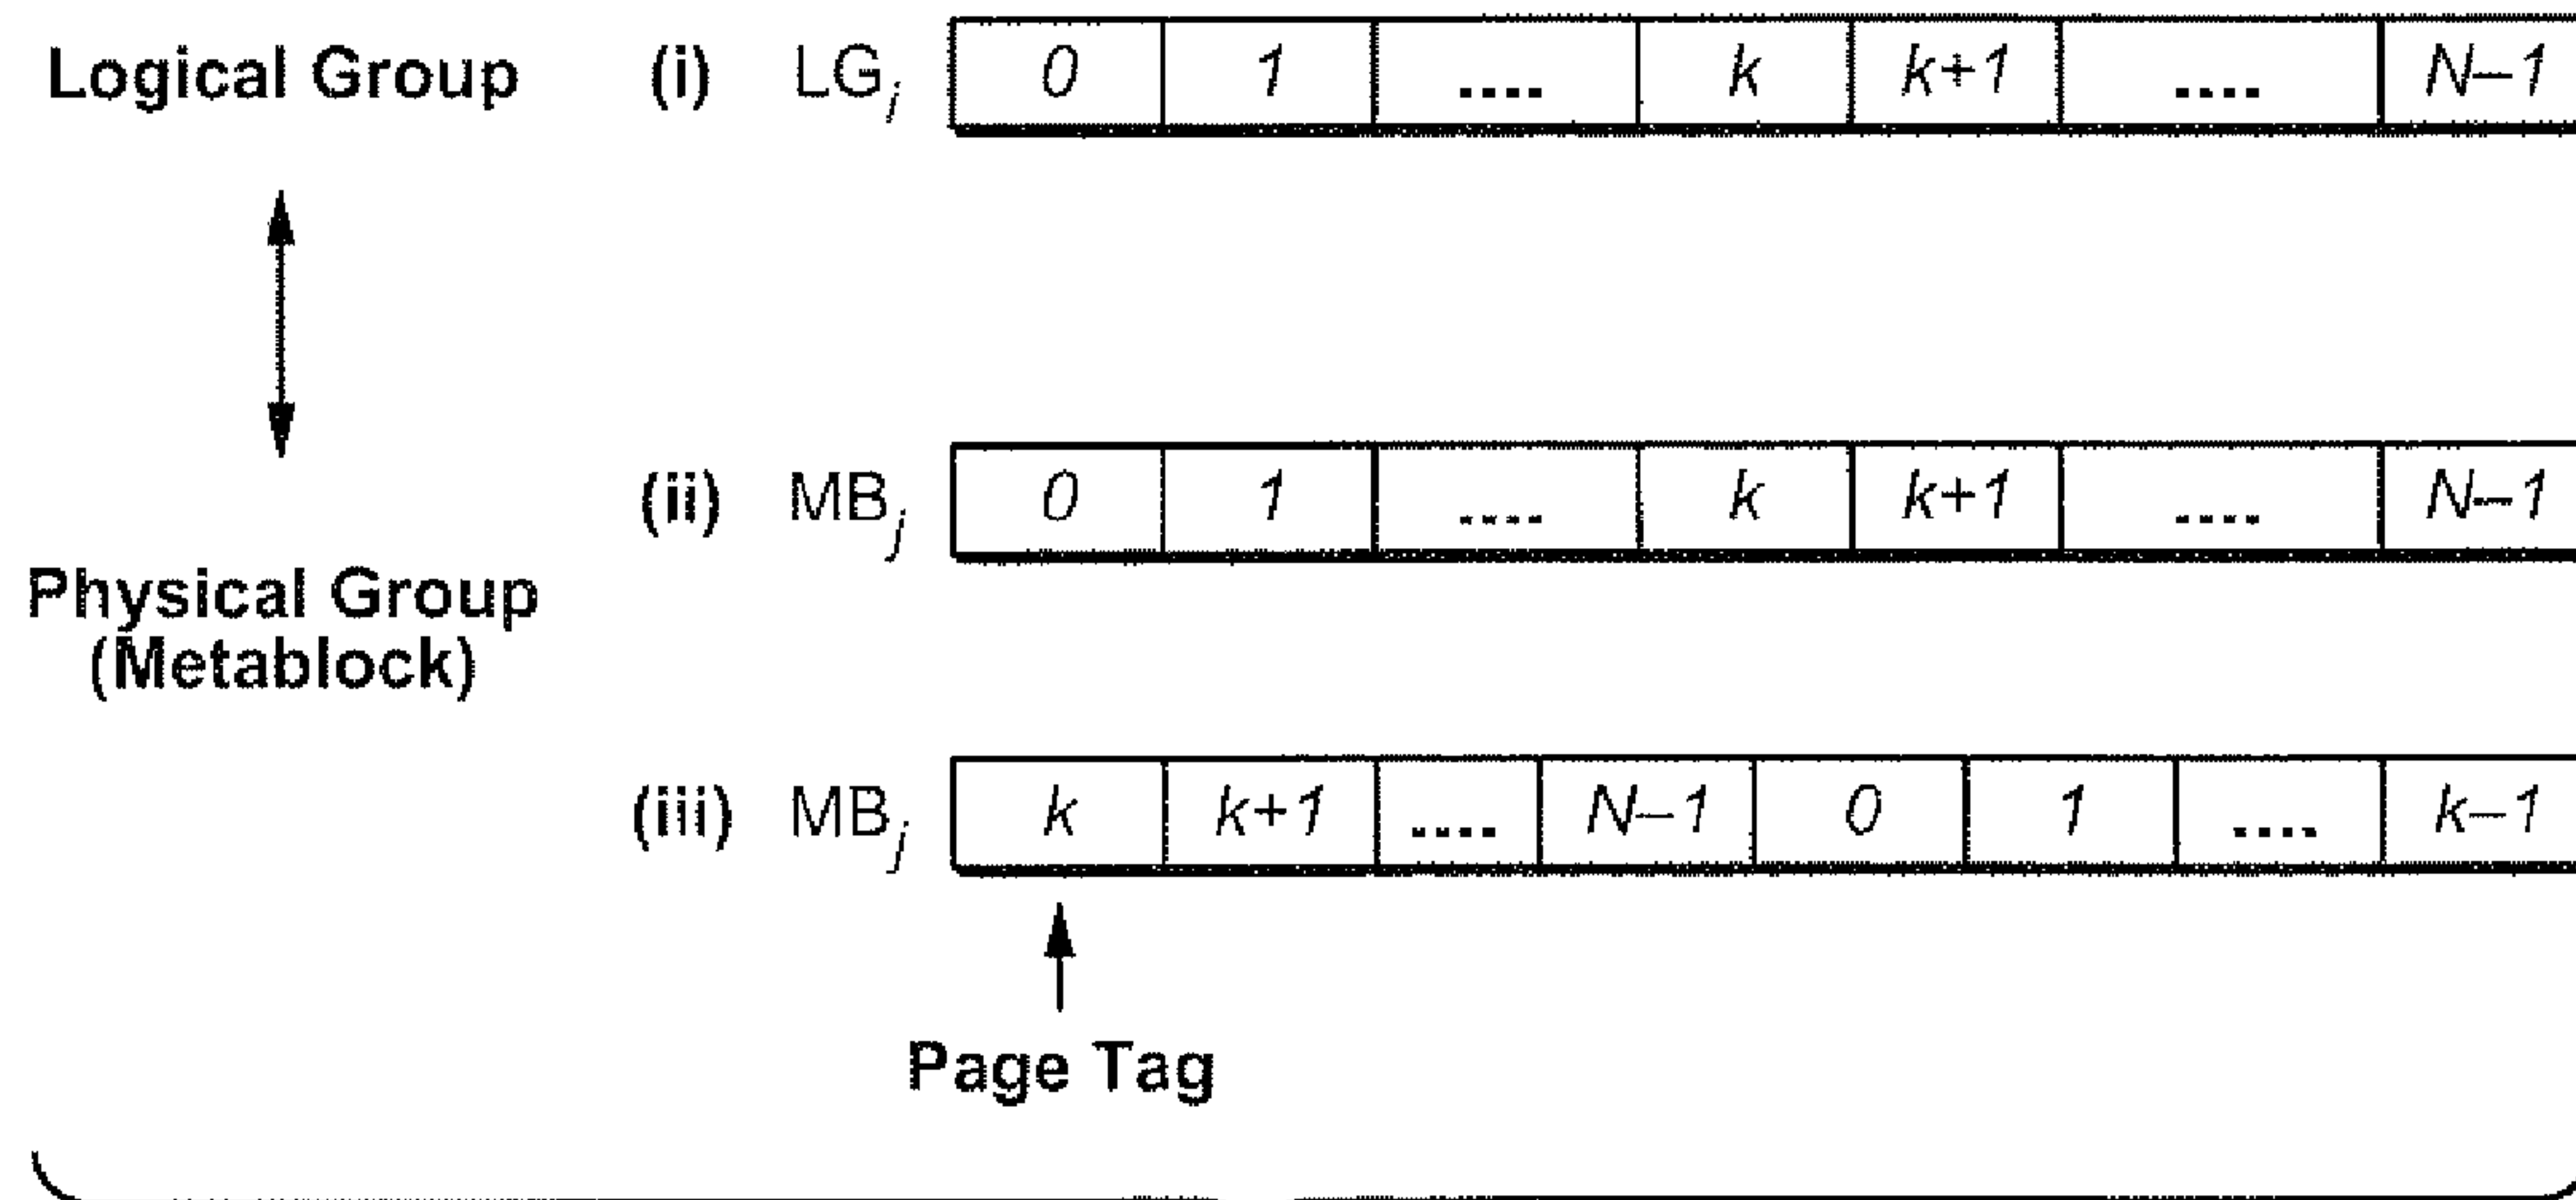 Logical Group (i) LGi 0 1 .... k k+1 .... N–1
(ii) MBj 0 1 .... k k+1 .... N–1
Physical Group
(Metablock)
(iii) MBj k k+1 .... N–1 0 1 .... k–1
Page Tag